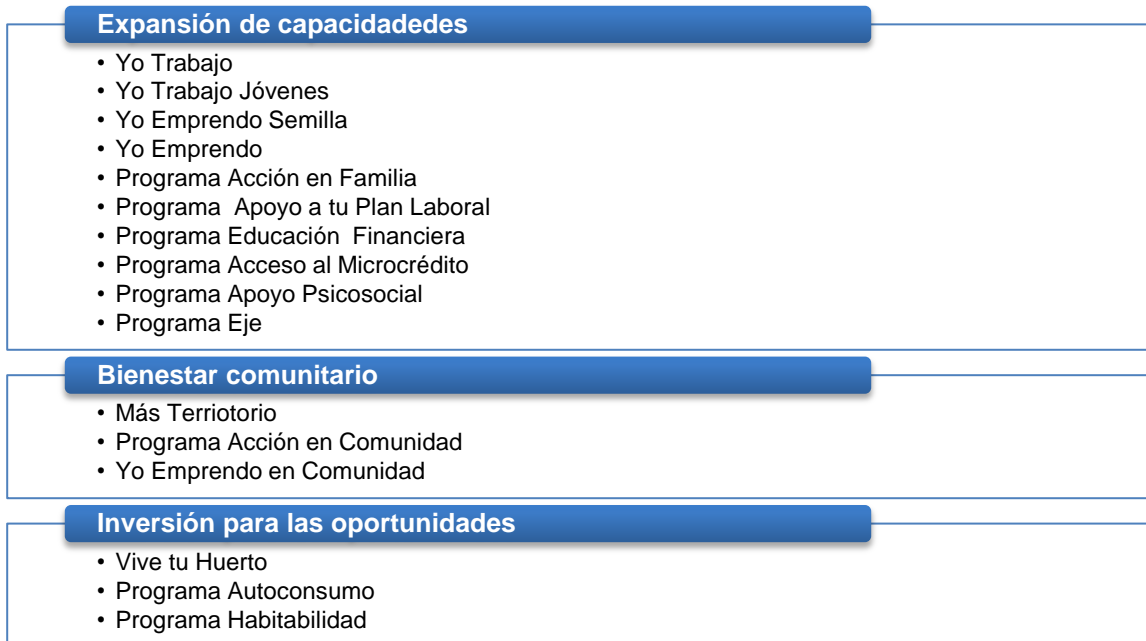 Expansión de capacidadedes
• Yo Trabajo
• Yo Trabajo Jóvenes
• Yo Emprendo Semilla
• Yo Emprendo
• Programa Acción en Familia
• Programa  Apoyo a tu Plan Laboral
• Programa Educación  Financiera
• Programa Acceso al Microcrédito
• Programa Apoyo Psicosocial
• Programa Eje
Bienestar comunitario
• Más Terriotorio
• Programa Acción en Comunidad
• Yo Emprendo en Comunidad
Inversión para las oportunidades
• Vive tu Huerto
• Programa Autoconsumo
• Programa Habitabilidad